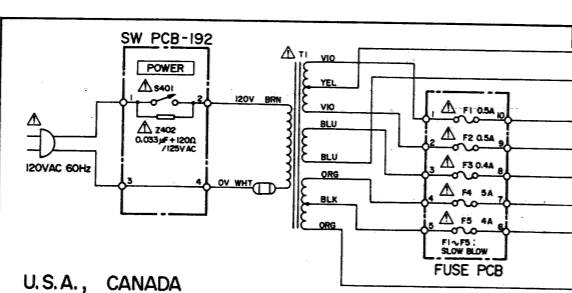 SW PCB-192
POWER
S401
1
2
Z402
0.033µF+120Ω
/125VAC
120VAC 60Hz
3
4
120V BRN
0V WHT
T1
VIO
YEL
VIO
BLU
BLU
ORG
BLK
ORG
1 F1 0.5A 10
2 F2 0.5A 9
3 F3 0.4A 8
4 F4 5A 7
5 F5 4A 6
F1~F5:
SLOW BLOW
FUSE PCB
U.S.A., CANADA